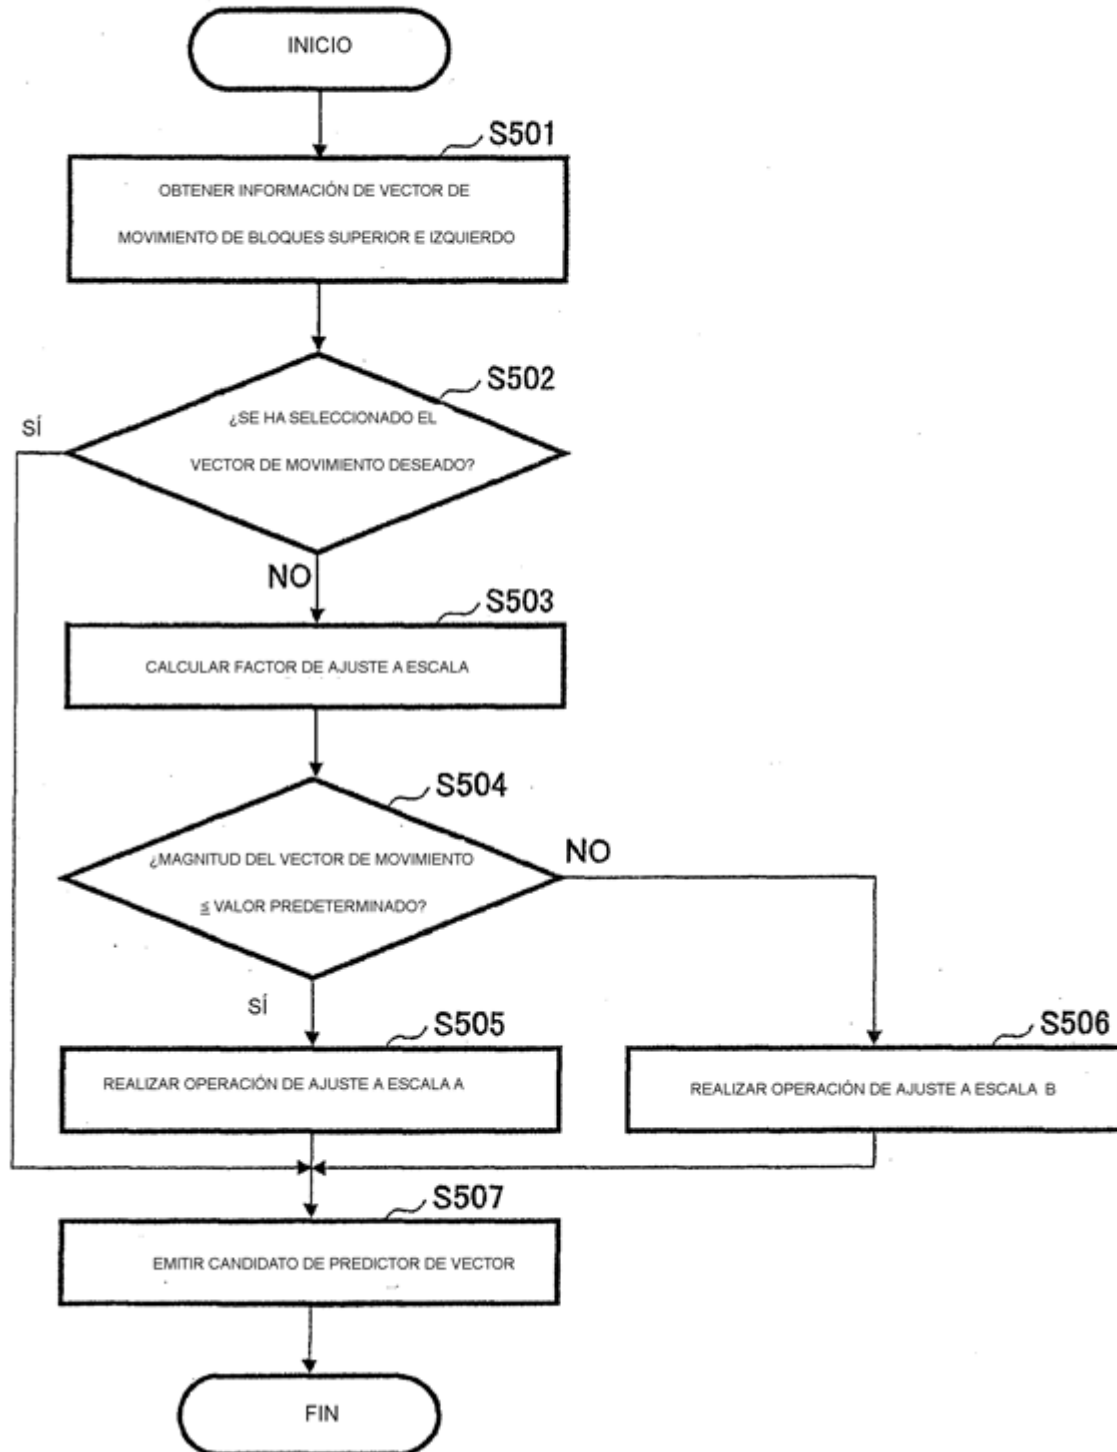 INICIO
S501
OBTENER INFORMACIÓN DE VECTOR DE
MOVIMIENTO DE BLOQUES SUPERIOR E IZQUIERDO
S502
SÍ
¿SE HA SELECCIONADO EL
VECTOR DE MOVIMIENTO DESEADO?
NO
S503
CALCULAR FACTOR DE AJUSTE A ESCALA
S504
¿MAGNITUD DEL VECTOR DE MOVIMIENTO
≤ VALOR PREDETERMINADO?
NO
SÍ
S505
REALIZAR OPERACIÓN DE AJUSTE A ESCALA A
S506
REALIZAR OPERACIÓN DE AJUSTE A ESCALA B
S507
EMITIR CANDIDATO DE PREDICTOR DE VECTOR
FIN